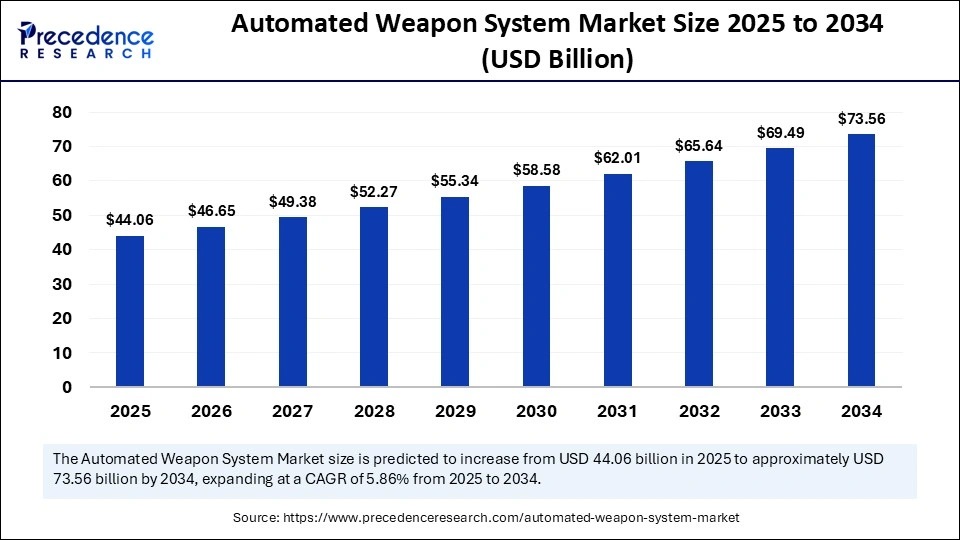 Precedence
RESEARCH
Automated Weapon System Market Size 2025 to 2034
(USD Billion)
80
70
60
50
40
30
20
10
0
$44.06
$46.65
$49.38
$52.27
$55.34
$58.58
$62.01
$65.64
$69.49
$73.56
2025 2026 2027 2028 2029 2030 2031 2032 2033 2034
The Automated Weapon System Market size is predicted to increase from USD 44.06 billion in 2025 to approximately USD
73.56 billion by 2034, expanding at a CAGR of 5.86% from 2025 to 2034.
Source: https://www.precedenceresearch.com/automated-weapon-system-market